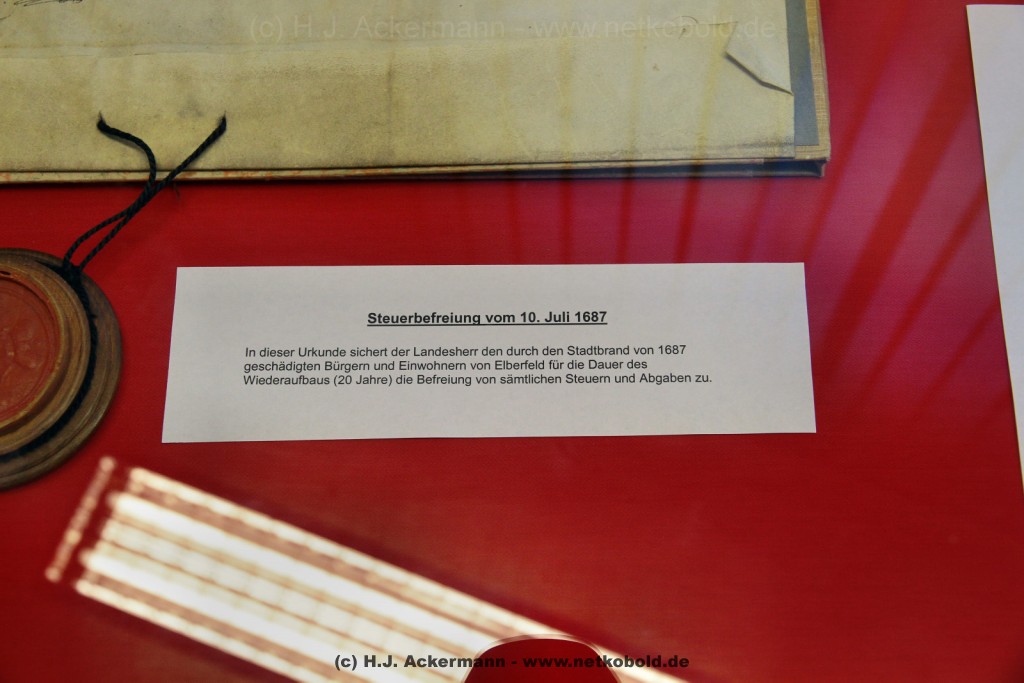 (c) H.J. Ackermann - www.netkobold.de
Steuerbefreiung vom 10. Juli 1687
In dieser Urkunde sichert der Landesherr den durch den Stadtbrand von 1687
geschädigten Bürgern und Einwohnern von Elberfeld für die Dauer des
Wiederaufbaus (20 Jahre) die Befreiung von sämtlichen Steuern und Abgaben zu.
(c) H.J. Ackermann - www.netkobold.de